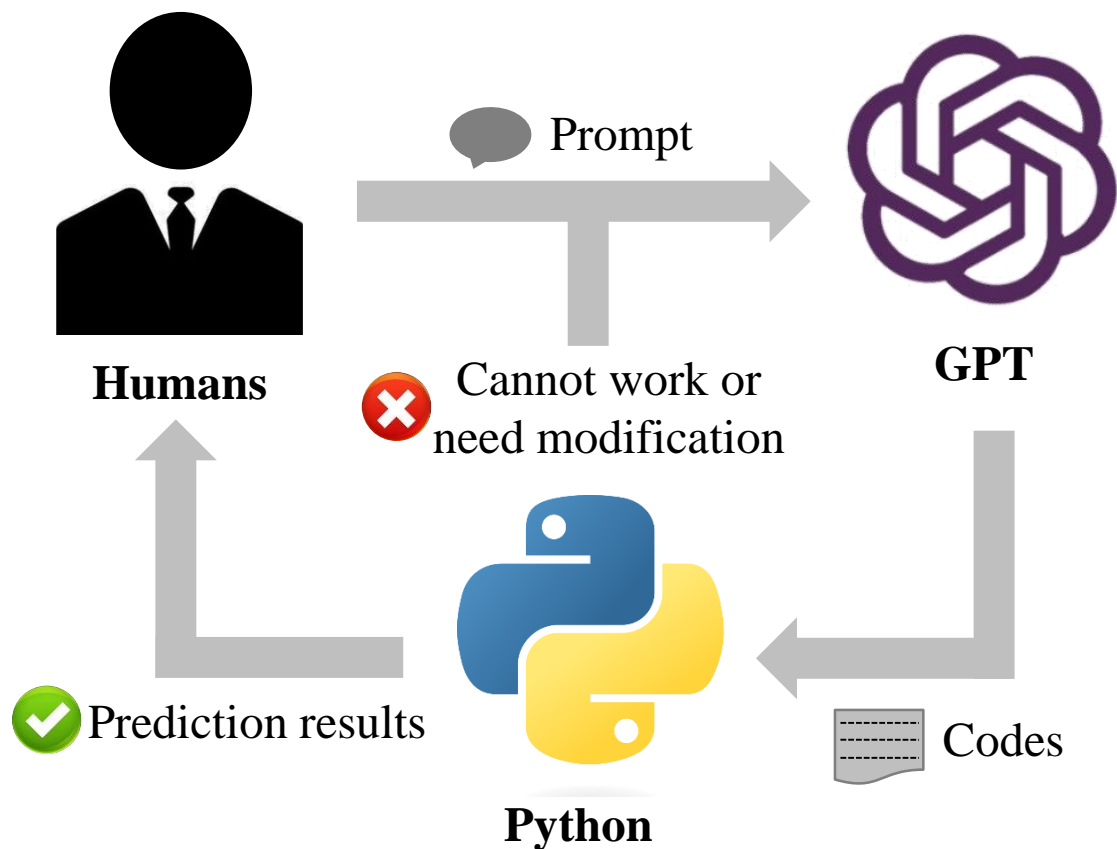 Prompt
Humans
GPT
Cannot work or
need modification
Prediction results
Codes
Python